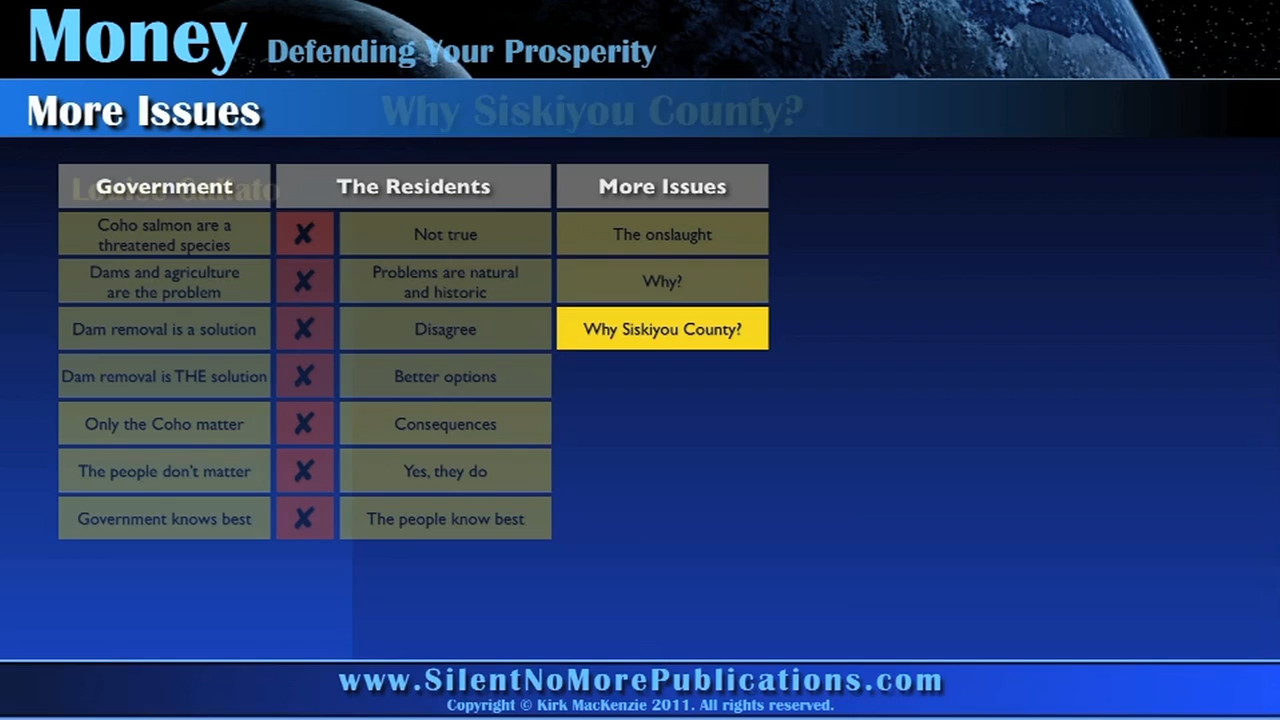 Money Defending Your Prosperity
More Issues
Why Siskiyou County?
Government
The Residents
More Issues
Coho salmon are a
threatened species
✘
Not true
The onslaught
Dams and agriculture
are the problem
✘
Problems are natural
and historic
Why?
Dam removal is a solution
✘
Disagree
Why Siskiyou County?
Dam removal is THE solution
✘
Better options
Only the Coho matter
✘
Consequences
The people don't matter
✘
Yes, they do
Government knows best
✘
The people know best
www.SilentNoMorePublications.com
Copyright © Kirk MacKenzie 2011. All rights reserved.